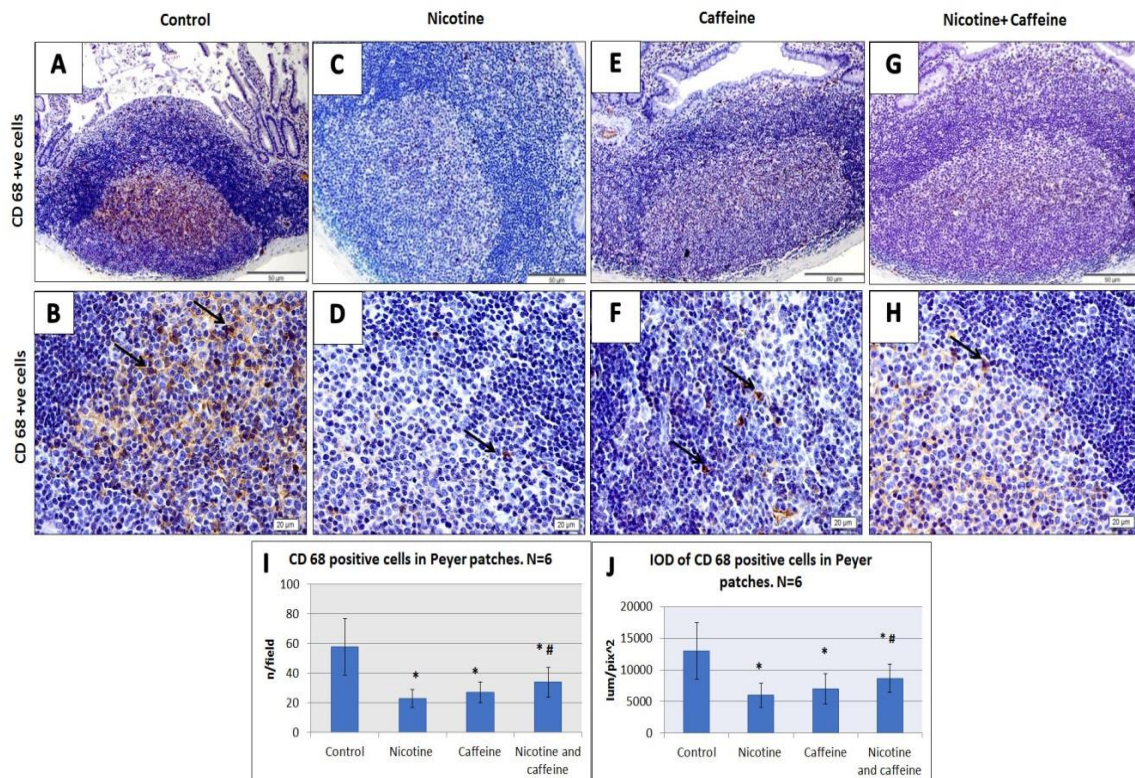 Control
Nicotine
Caffeine
Nicotine+ Caffeine
CD 68 +ve cells
A
50 µm
C
50 µm
E
50 µm
G
50 µm
CD 68 +ve cells
B
20 µm
D
20 µm
F
20 µm
H
20 µm
I CD 68 positive cells in Peyer patches. N=6
n/field
100
80
60
40
20
0
*
*
* #
Control
Nicotine
Caffeine
Nicotine and
caffeine
J IOD of CD 68 positive cells in Peyer
patches. N=6
lum/pix^2
20000
15000
10000
5000
0
*
*
* #
Control
Nicotine
Caffeine
Nicotine
and caffeine